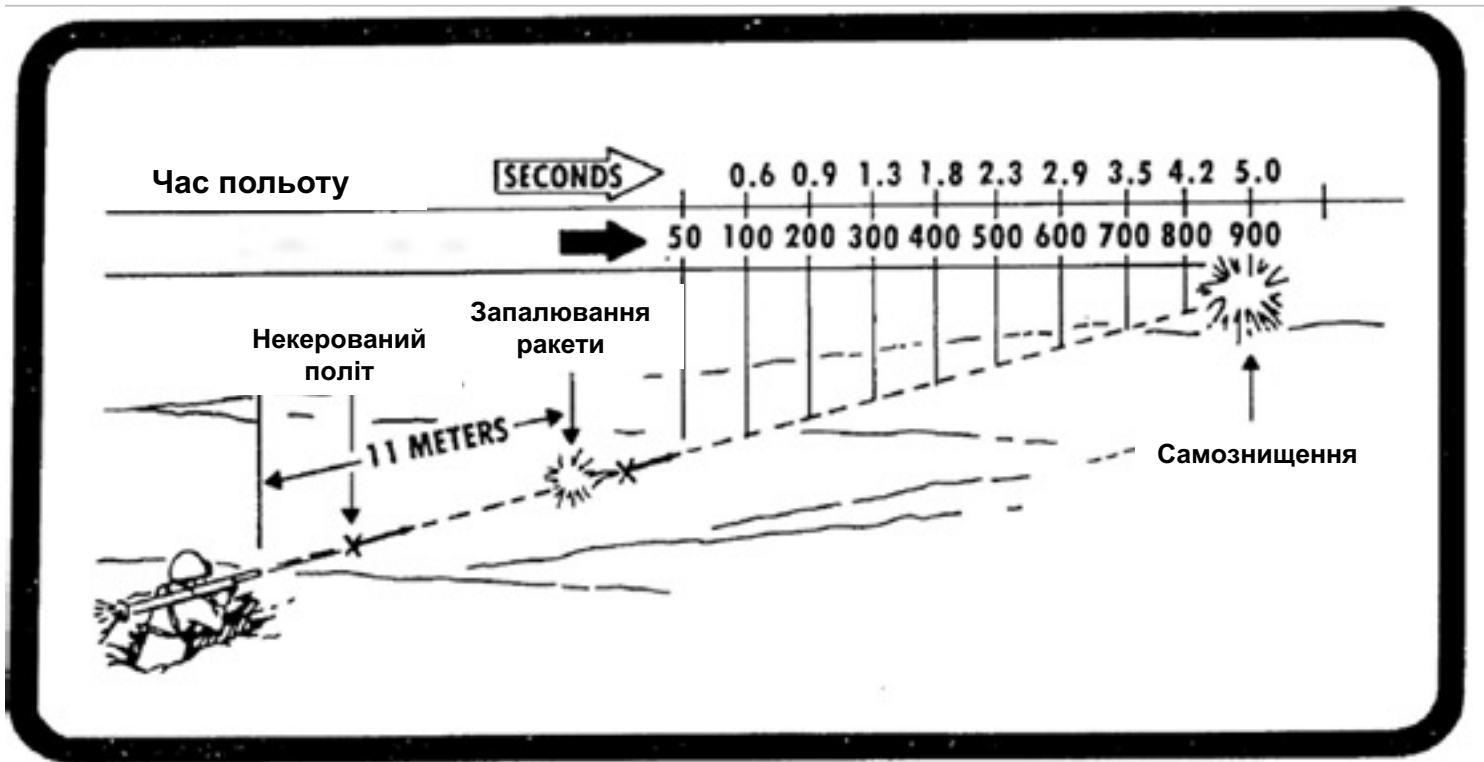 Час польоту
SECONDS 0.6 0.9 1.3 1.8 2.3 2.9 3.5 4.2 5.0
50 100 200 300 400 500 600 700 800 900
Запалювання
ракети
Некерований
політ
11 METERS
Самознищення